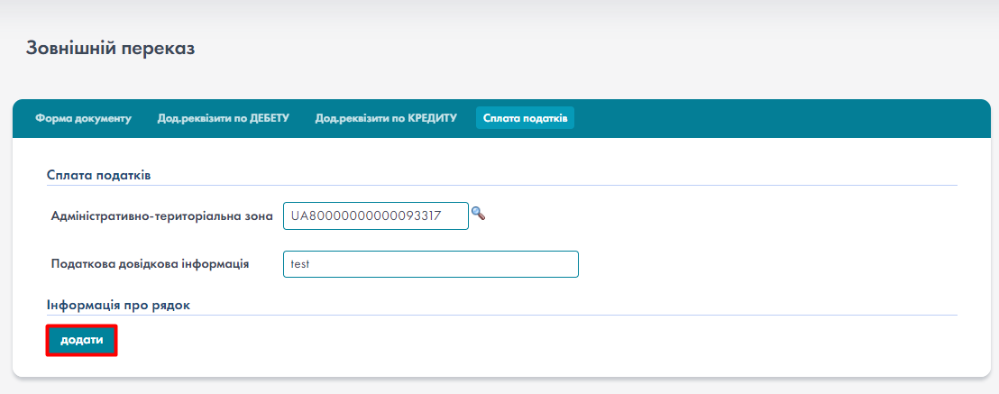 Зовнішній переказ
Форма документу Дод.реквізити по ДЕБЕТУ Дод.реквізити по КРЕДИТУ Сплата податків
Сплата податків
Адміністративно-територіальна зона UA80000000000093317
Податкова довідкова інформація test
Інформація про рядок
додати